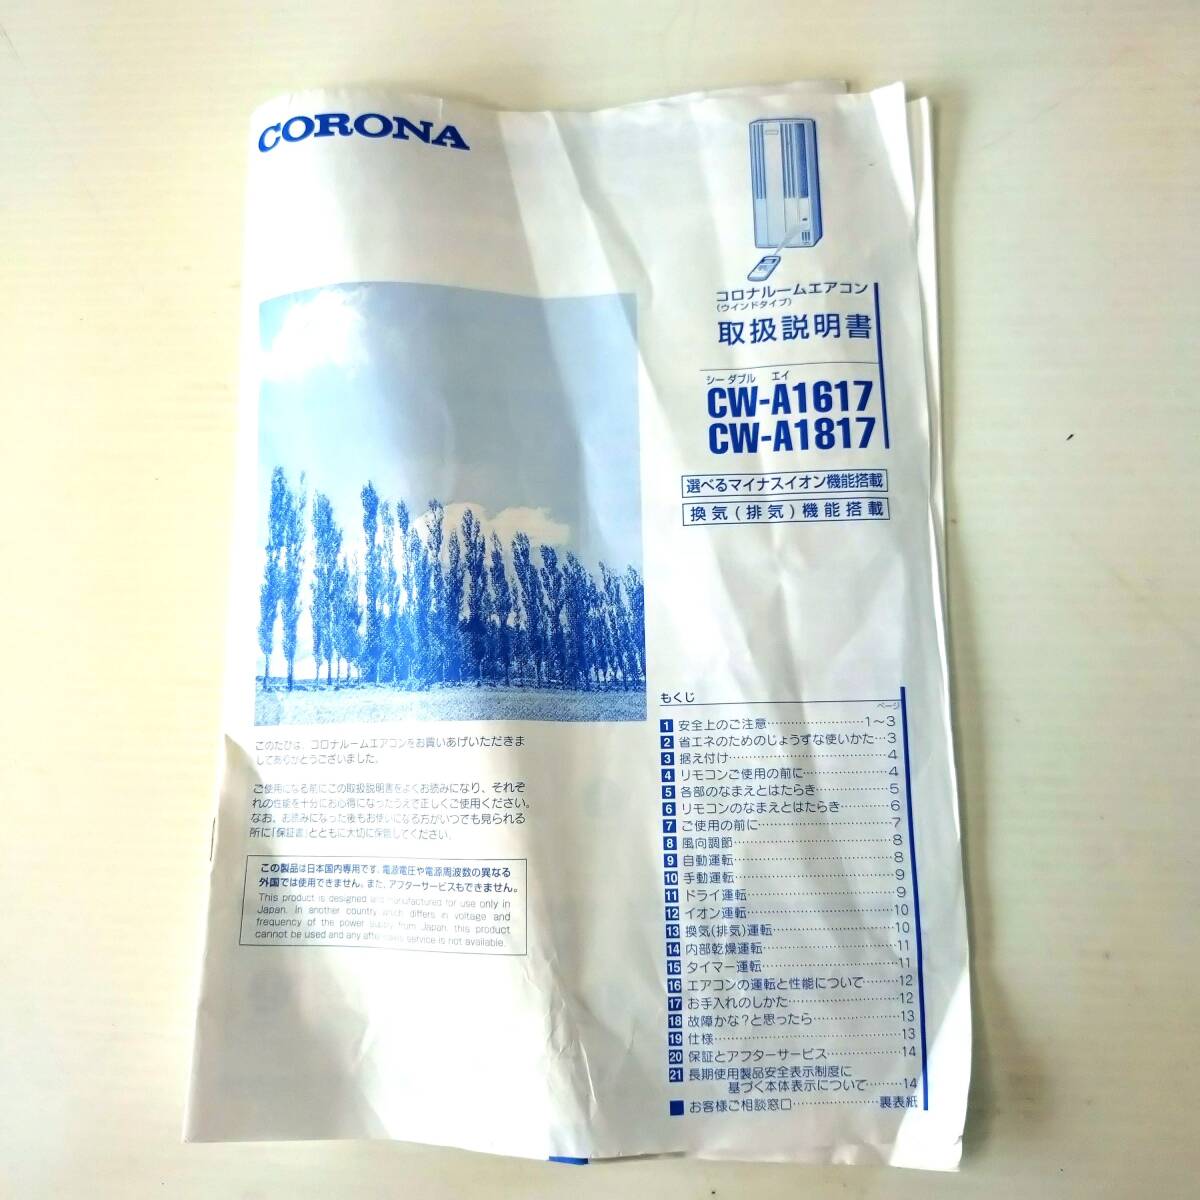 CORONA
コロナルームエアコン
(ウインドタイプ)
取扱説明書
シー ダブル エイ
CW-A1617
CW-A1817
選べるマイナスイオン機能搭載
換気(排気)機能搭載
このたびは、コロナルームエアコンをお買いあげいただきま
してありがとうございました。
ご使用になる前にこの取扱説明書をよくお読みになり、それぞ
れの性能を十分にお心得になったうえで正しくご使用ください。
なお、お読みになった後もお使いになる方がいつでも見られる
所に「保証書」とともに大切に保管してください。
この製品は日本国内専用です。電源電圧や電源周波数の異なる
外国では使用できません。また、アフターサービスもできません。
This product is designed and manufactured for use only in
Japan. In another country which differs in voltage and
frequency of the power supply from Japan, this product
cannot be used and any after-sales service is not available.
もくじ
ページ
1 安全上のご注意……………………1〜3
2 省エネのためのじょうずな使いかた…3
3 据え付け……………………………4
4 リモコンご使用の前に……………4
5 各部のなまえとはたらき…………5
6 リモコンのなまえとはたらき……6
7 ご使用の前に………………………7
8 風向調節……………………………8
9 自動運転……………………………8
10 手動運転……………………………9
11 ドライ運転…………………………9
12 イオン運転…………………………10
13 換気(排気)運転……………………10
14 内部乾燥運転………………………11
15 タイマー運転………………………11
16 エアコンの運転と性能について……12
17 お手入れのしかた…………………12
18 故障かな?と思ったら……………13
19 仕様…………………………………13
20 保証とアフターサービス…………14
21 長期使用製品安全表示制度に
基づく本体表示について………14
■ お客様ご相談窓口…………………裏表紙